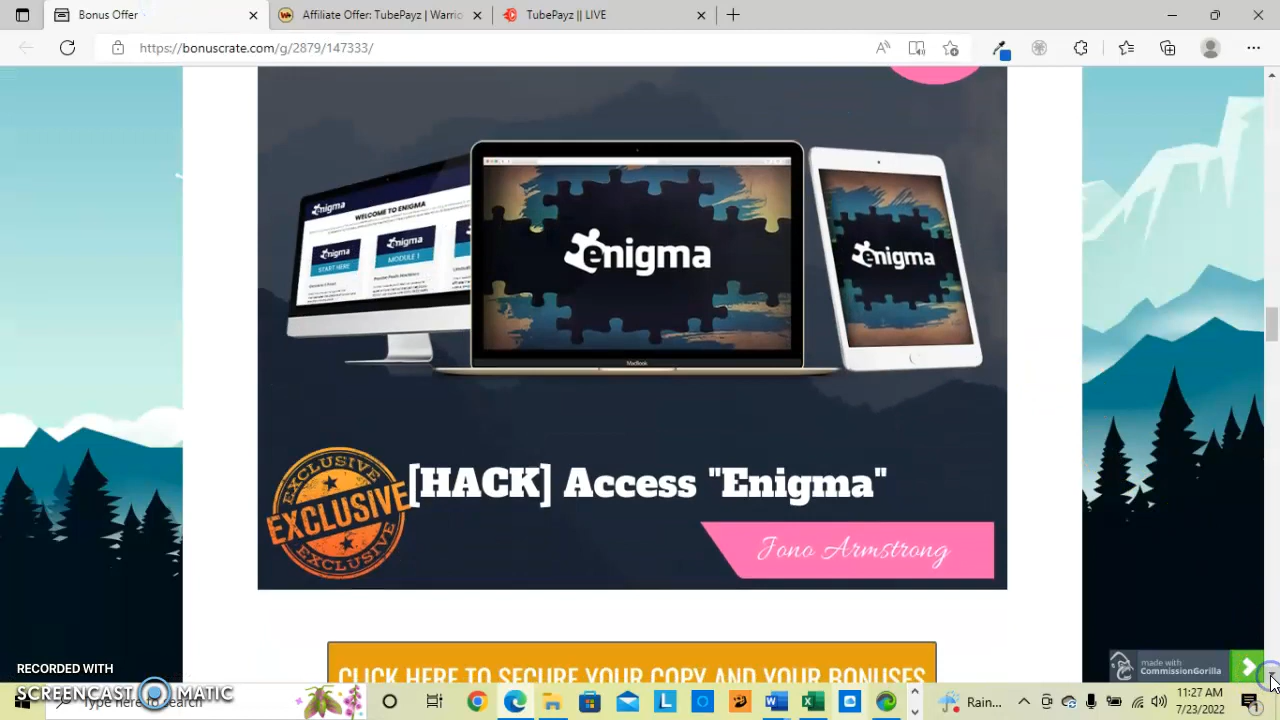 Bonus Offer
Affiliate Offer: TubePayz | Warrio
TubePayz || LIVE
https://bonuscrate.com/g/2879/147333/
enigma
WELCOME TO ENIGMA
enigma
START HERE
enigma
MODULE 1
enigma
enigma
MacBook
EXCLUSIVE
EXCLUSIVE
EXCLUSIVE
[HACK] Access "Enigma"
Jono Armstrong
CLICK HERE TO SECURE YOUR COPY AND YOUR BONUSES
made with
CommissionGorilla
RECORDED WITH
SCREENCAST MATIC
Type here to search
Rain...
11:27 AM
7/23/2022